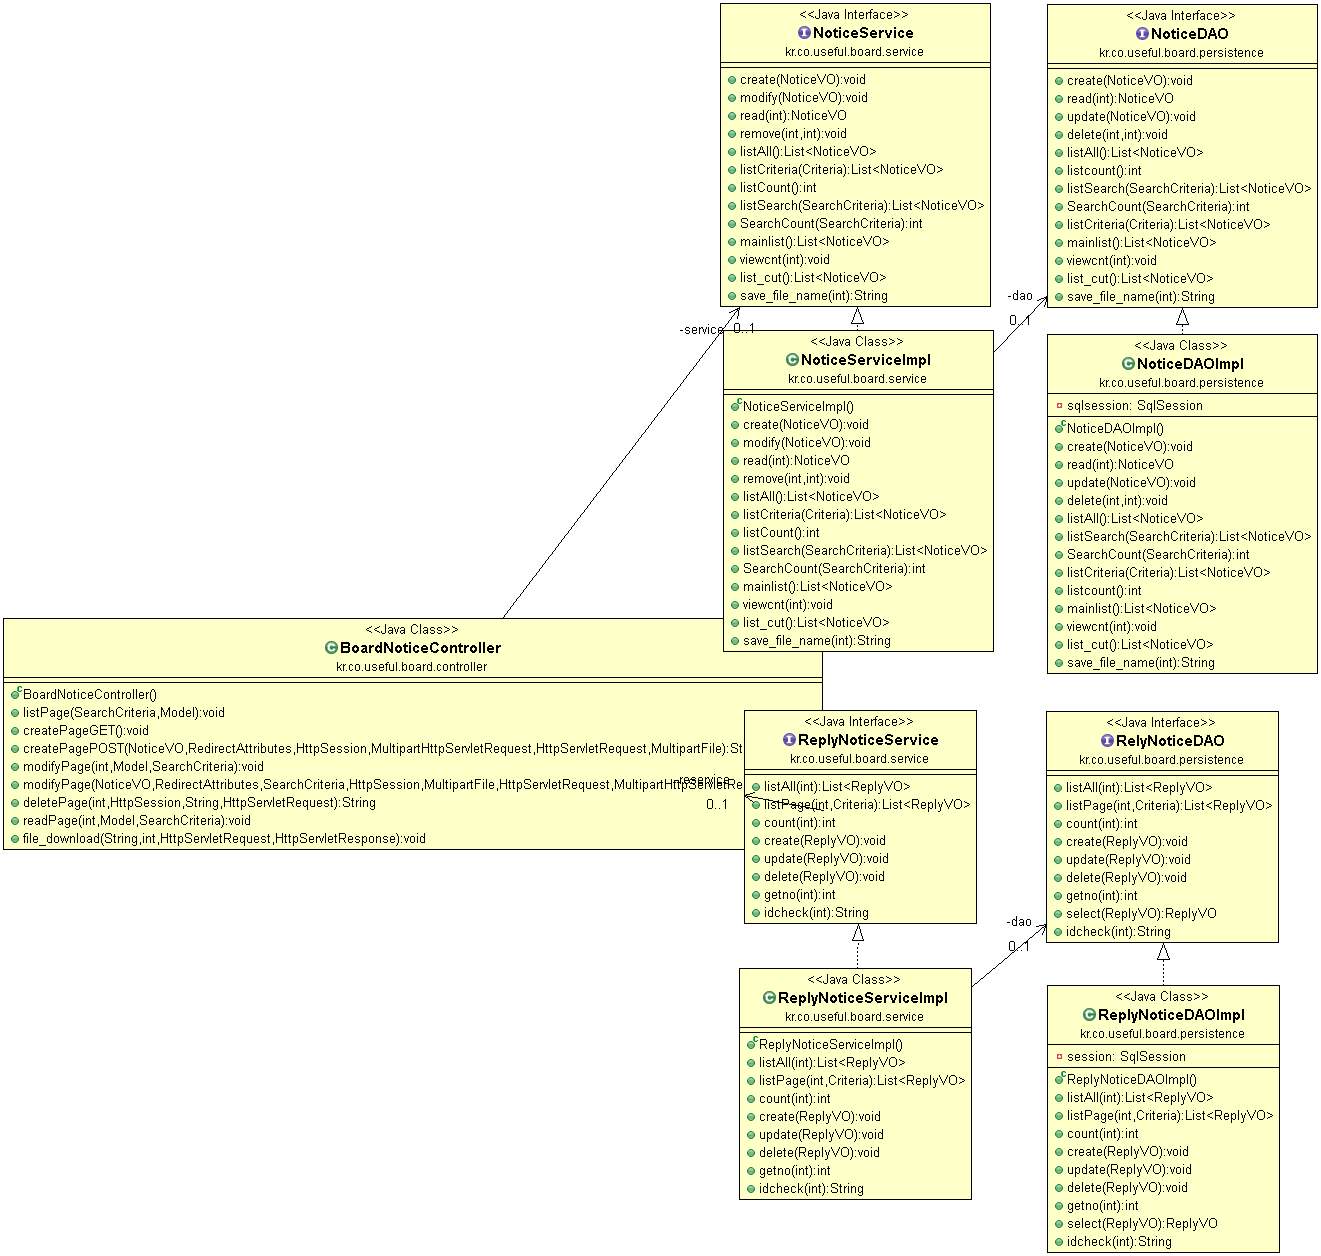 <<Java Interface>>
NoticeService
kr.co.useful.board.service
create(NoticeVO):void
modify(NoticeVO):void
read(int):NoticeVO
remove(int,int):void
listAll():List<NoticeVO>
listCriteria(Criteria):List<NoticeVO>
listCount():int
listSearch(SearchCriteria):List<NoticeVO>
SearchCount(SearchCriteria):int
mainlist():List<NoticeVO>
viewcnt(int):void
list_cut():List<NoticeVO>
save_file_name(int):String
<<Java Interface>>
NoticeDAO
kr.co.useful.board.persistence
create(NoticeVO):void
read(int):NoticeVO
update(NoticeVO):void
delete(int,int):void
listAll():List<NoticeVO>
listcount():int
listSearch(SearchCriteria):List<NoticeVO>
SearchCount(SearchCriteria):int
listCriteria(Criteria):List<NoticeVO>
mainlist():List<NoticeVO>
viewcnt(int):void
list_cut():List<NoticeVO>
save_file_name(int):String
-service
0..1
-dao
0..1
<<Java Class>>
NoticeServiceImpl
kr.co.useful.board.service
NoticeServiceImpl()
create(NoticeVO):void
modify(NoticeVO):void
read(int):NoticeVO
remove(int,int):void
listAll():List<NoticeVO>
listCriteria(Criteria):List<NoticeVO>
listCount():int
listSearch(SearchCriteria):List<NoticeVO>
SearchCount(SearchCriteria):int
mainlist():List<NoticeVO>
viewcnt(int):void
list_cut():List<NoticeVO>
save_file_name(int):String
<<Java Class>>
NoticeDAOImpl
kr.co.useful.board.persistence
sqlsession: SqlSession
NoticeDAOImpl()
create(NoticeVO):void
read(int):NoticeVO
update(NoticeVO):void
delete(int,int):void
listAll():List<NoticeVO>
listSearch(SearchCriteria):List<NoticeVO>
SearchCount(SearchCriteria):int
listCriteria(Criteria):List<NoticeVO>
listcount():int
mainlist():List<NoticeVO>
viewcnt(int):void
list_cut():List<NoticeVO>
save_file_name(int):String
<<Java Class>>
BoardNoticeController
kr.co.useful.board.controller
BoardNoticeController()
listPage(SearchCriteria,Model):void
createPageGET():void
createPagePOST(NoticeVO,RedirectAttributes,HttpSession,MultipartHttpServletRequest,HttpServletRequest,MultipartFile):St
modifyPage(int,Model,SearchCriteria):void
modifyPage(NoticeVO,RedirectAttributes,SearchCriteria,HttpSession,MultipartFile,HttpServletRequest,MultipartHttpServletRe
deletePage(int,HttpSession,String,HttpServletRequest):String
readPage(int,Model,SearchCriteria):void
file_download(String,int,HttpServletRequest,HttpServletResponse):void
-reservice
0..1
<<Java Interface>>
ReplyNoticeService
kr.co.useful.board.service
listAll(int):List<ReplyVO>
listPage(int,Criteria):List<ReplyVO>
count(int):int
create(ReplyVO):void
update(ReplyVO):void
delete(ReplyVO):void
getno(int):int
idcheck(int):String
<<Java Interface>>
RelyNoticeDAO
kr.co.useful.board.persistence
listAll(int):List<ReplyVO>
listPage(int,Criteria):List<ReplyVO>
count(int):int
create(ReplyVO):void
update(ReplyVO):void
delete(ReplyVO):void
getno(int):int
select(ReplyVO):ReplyVO
idcheck(int):String
-dao
0..1
<<Java Class>>
ReplyNoticeServiceImpl
kr.co.useful.board.service
ReplyNoticeServiceImpl()
listAll(int):List<ReplyVO>
listPage(int,Criteria):List<ReplyVO>
count(int):int
create(ReplyVO):void
update(ReplyVO):void
delete(ReplyVO):void
getno(int):int
idcheck(int):String
<<Java Class>>
ReplyNoticeDAOImpl
kr.co.useful.board.persistence
session: SqlSession
ReplyNoticeDAOImpl()
listAll(int):List<ReplyVO>
listPage(int,Criteria):List<ReplyVO>
count(int):int
create(ReplyVO):void
update(ReplyVO):void
delete(ReplyVO):void
getno(int):int
select(ReplyVO):ReplyVO
idcheck(int):String